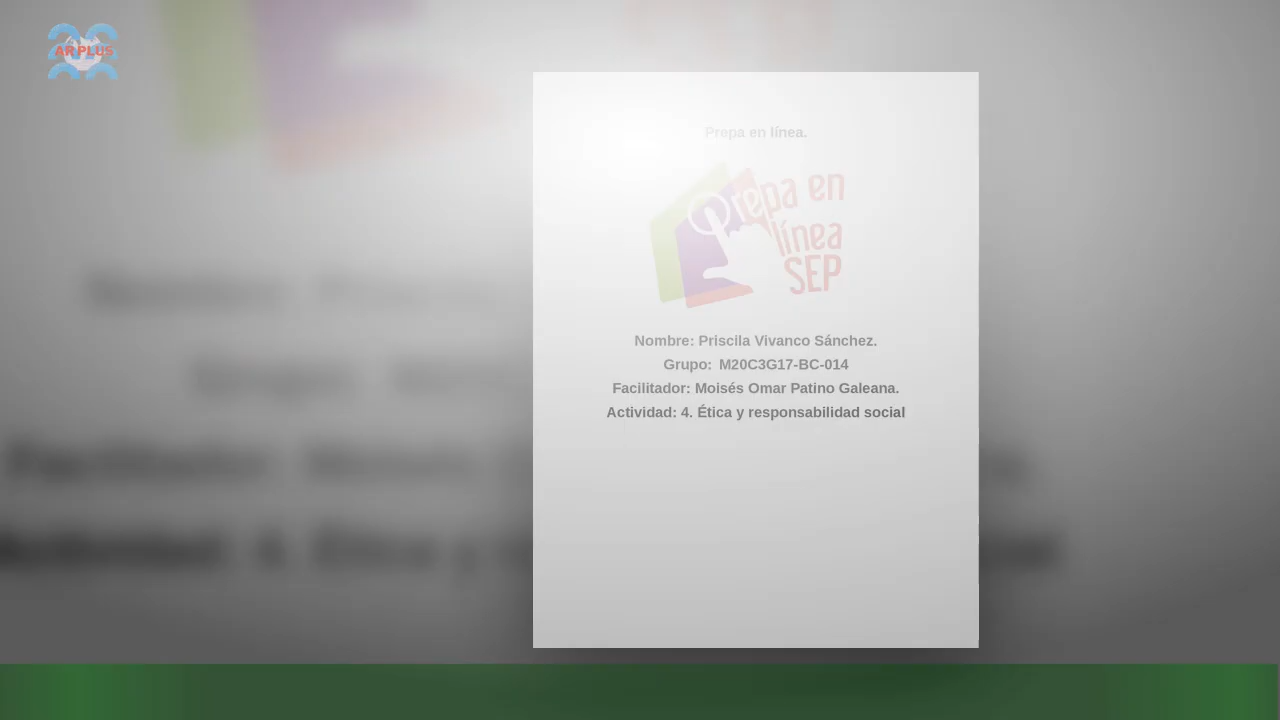 AR PLUS
Prepa en línea.
Prepa en
línea
SEP
Nombre: Priscila Vivanco Sánchez.
Grupo: M20C3G17-BC-014
Facilitador: Moisés Omar Patino Galeana.
Actividad: 4. Ética y responsabilidad social